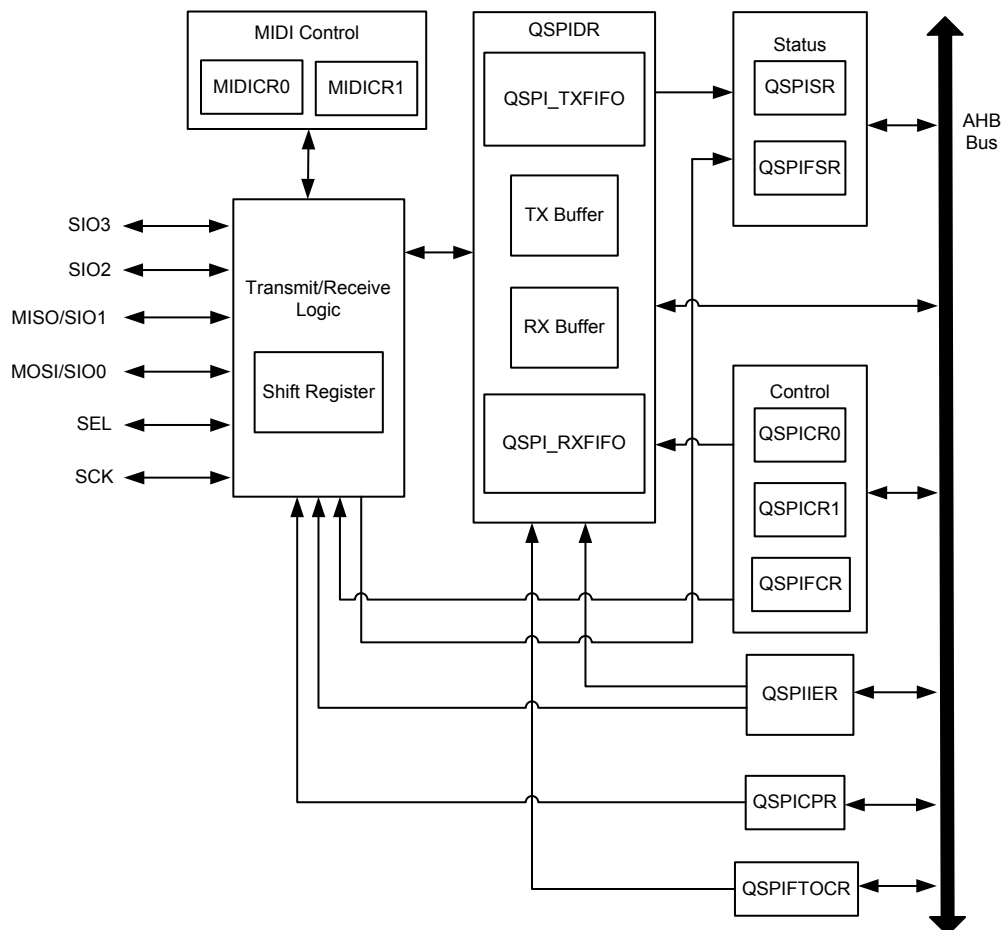 MIDI Control
MIDICR0
MIDICR1
QSPIDR
QSPI_TXFIFO
TX Buffer
RX Buffer
QSPI_RXFIFO
Status
QSPISR
QSPIFSR
AHB
Bus
SIO3
SIO2
MISO/SIO1
MOSI/SIO0
SEL
SCK
Transmit/Receive
Logic
Shift Register
Control
QSPICR0
QSPICR1
QSPIFCR
QSPIIER
QSPICPR
QSPIFTOCR